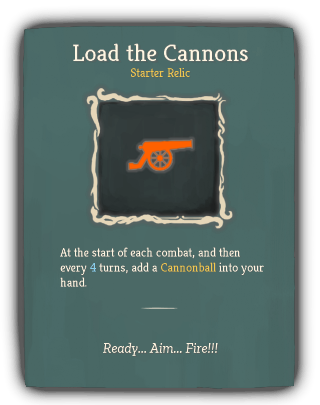 Load the Cannons
Starter Relic
At the start of each combat, and then
every 4 turns, add a Cannonball into your
hand.
Ready... Aim... Fire!!!